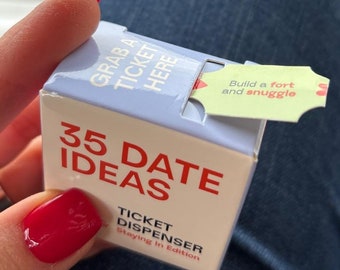 GRAB A
TICKET
HERE
Build a fort
and snuggle
35 DATE
IDEAS
TICKET
DISPENSER
Staying In Edition